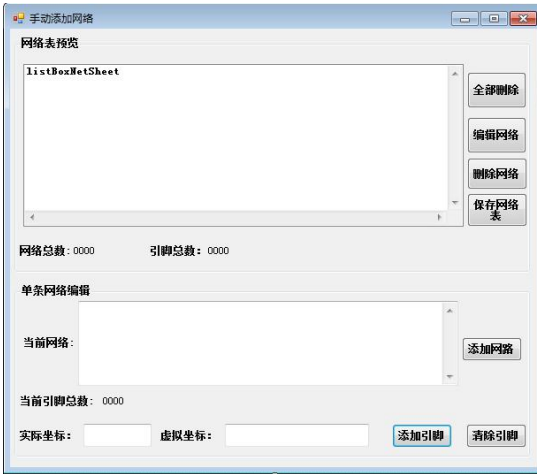 手动添加网络
网络表预览
listBoxNetSheet
全部删除
编辑网络
删除网络
保存网络
表
网络总数:0000 引脚总数:0000
单条网络编辑
当前网络:
添加网路
当前引脚总数: 0000
实际坐标: 虚拟坐标: 添加引脚 清除引脚